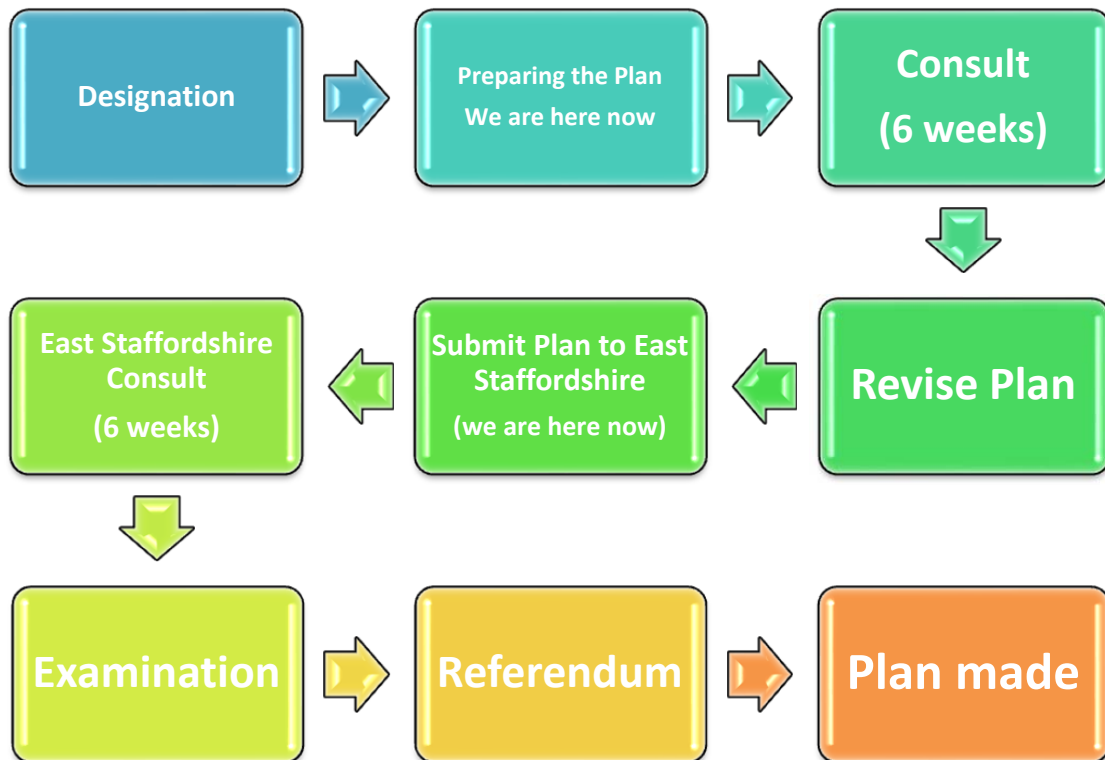 Designation
Preparing the Plan
We are here now
Consult
(6 weeks)
Revise Plan
Submit Plan to East
Staffordshire
(we are here now)
East Staffordshire
Consult
(6 weeks)
Examination
Referendum
Plan made